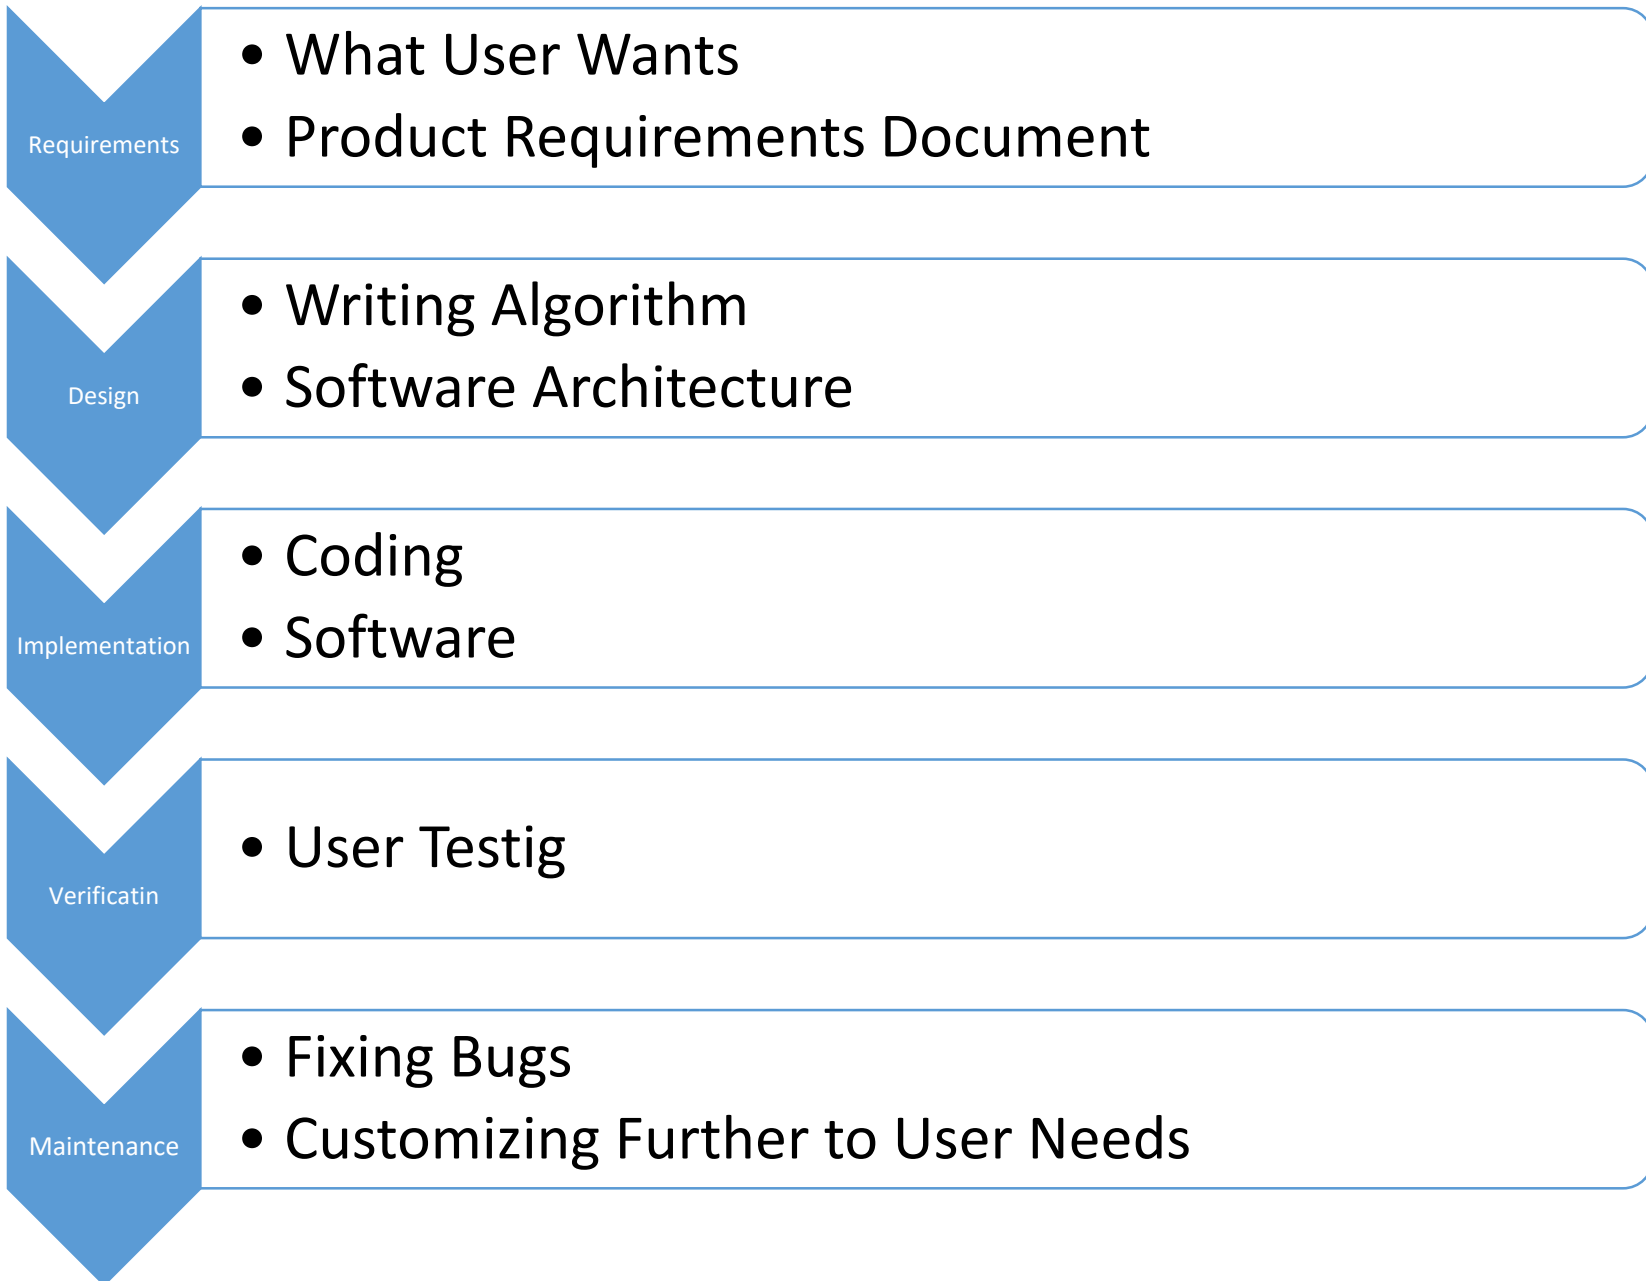 Requirements
• What User Wants
• Product Requirements Document
Design
• Writing Algorithm
• Software Architecture
Implementation
• Coding
• Software
Verificatin
• User Testig
Maintenance
• Fixing Bugs
• Customizing Further to User Needs